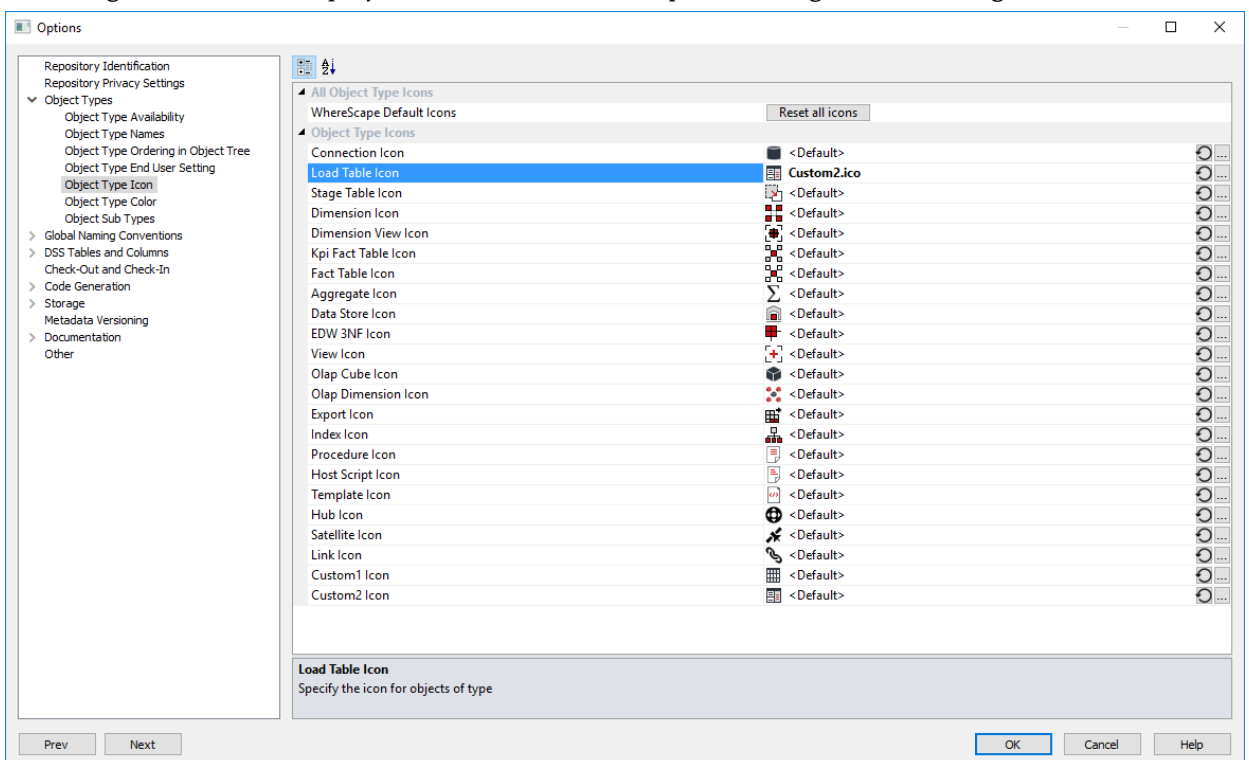 Options
Repository Identification
Repository Privacy Settings
Object Types
Object Type Availability
Object Type Names
Object Type Ordering in Object Tree
Object Type End User Setting
Object Type Icon
Object Type Color
Object Sub Types
Global Naming Conventions
DSS Tables and Columns
Check-Out and Check-In
Code Generation
Storage
Metadata Versioning
Documentation
Other
All Object Type Icons
WhereScape Default Icons Reset all icons
Object Type Icons
Connection Icon <Default> ...
Load Table Icon Custom2.ico ...
Stage Table Icon <Default> ...
Dimension Icon <Default> ...
Dimension View Icon <Default> ...
Kpi Fact Table Icon <Default> ...
Fact Table Icon <Default> ...
Aggregate Icon <Default> ...
Data Store Icon <Default> ...
EDW 3NF Icon <Default> ...
View Icon <Default> ...
Olap Cube Icon <Default> ...
Olap Dimension Icon <Default> ...
Export Icon <Default> ...
Index Icon <Default> ...
Procedure Icon <Default> ...
Host Script Icon <Default> ...
Template Icon <Default> ...
Hub Icon <Default> ...
Satellite Icon <Default> ...
Link Icon <Default> ...
Custom1 Icon <Default> ...
Custom2 Icon <Default> ...
Load Table Icon
Specify the icon for objects of type
Prev Next OK Cancel Help